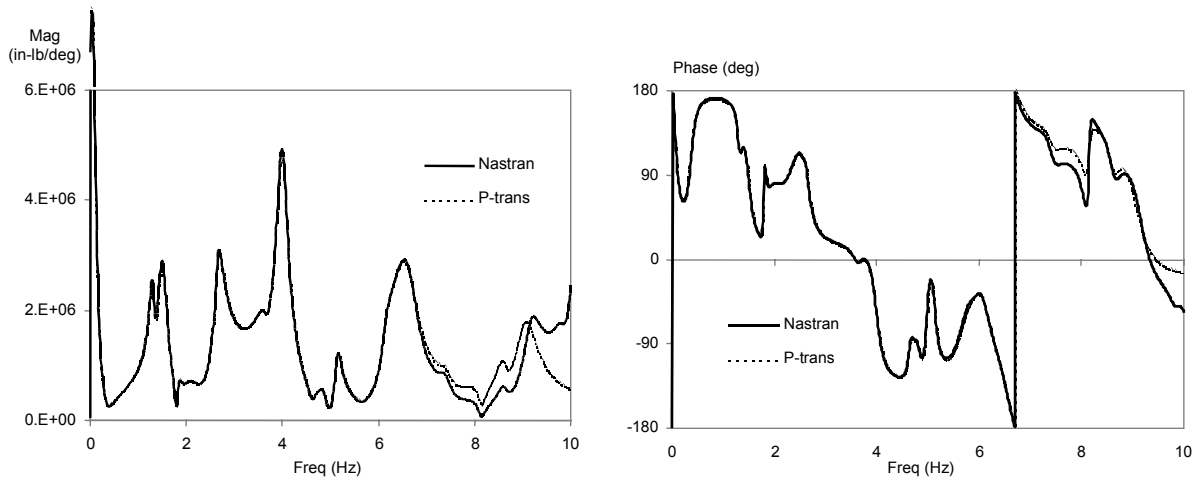 Mag
(in-lb/deg)
6.E+06
4.E+06
2.E+06
0.E+00
0
2
4
6
8
10
Freq (Hz)
Nastran
P-trans
Phase (deg)
180
90
0
-90
-180
0
2
4
6
8
10
Freq (Hz)
Nastran
P-trans